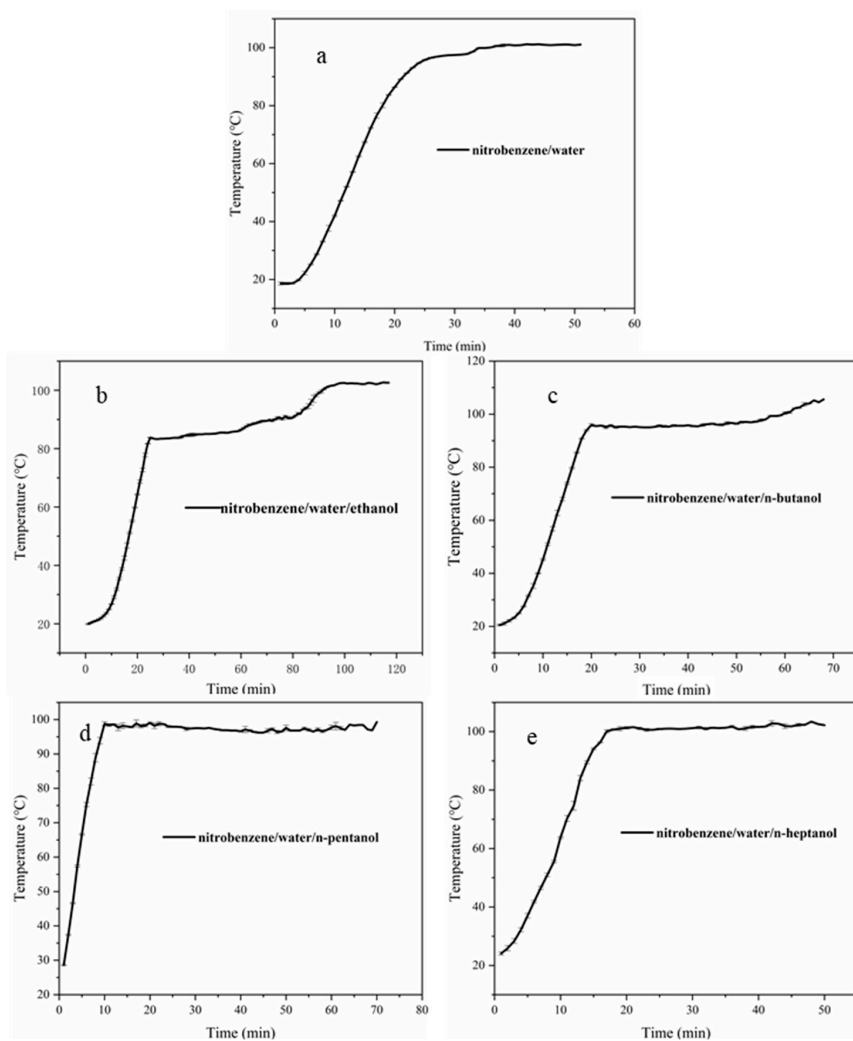 a
100
80
60
40
20
Temperature (°C)
nitrobenzene/water
0 10 20 30 40 50 60
Time (min)
b
100
80
60
40
20
Temperature (°C)
nitrobenzene/water/ethanol
0 20 40 60 80 100 120
Time (min)
c
120
100
80
60
40
20
Temperature (°C)
nitrobenzene/water/n-butanol
0 10 20 30 40 50 60 70
Time (min)
d
100
90
80
70
60
50
40
30
20
Temperature (°C)
nitrobenzene/water/n-pentanol
0 10 20 30 40 50 60 70 80
Time (min)
e
100
80
60
40
20
Temperature (°C)
nitrobenzene/water/n-heptanol
0 10 20 30 40 50
Time (min)